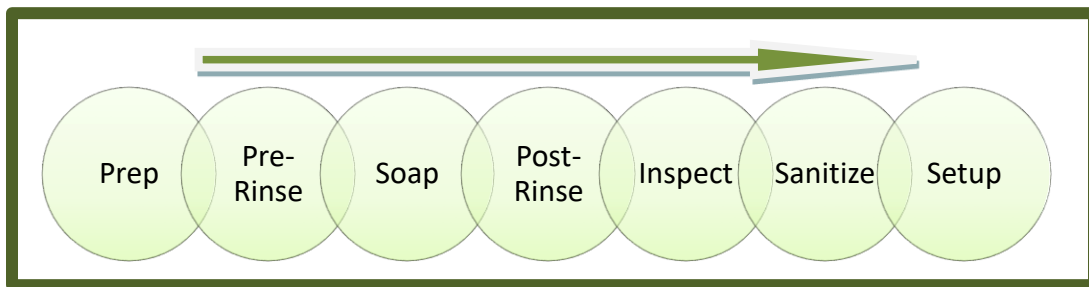 Prep
Pre-
Rinse
Soap
Post-
Rinse
Inspect
Sanitize
Setup